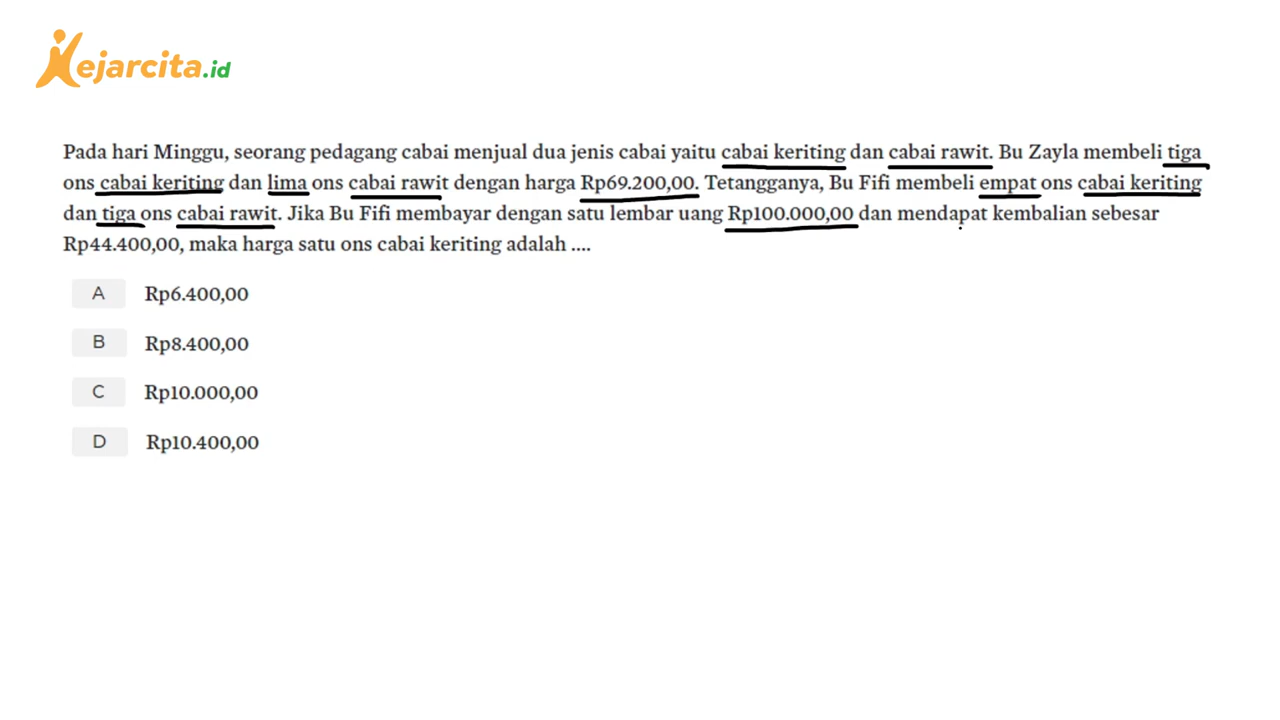 Kejarcita.id
Pada hari Minggu, seorang pedagang cabai menjual dua jenis cabai yaitu cabai keriting dan cabai rawit. Bu Zayla membeli tiga
ons cabai keriting dan lima ons cabai rawit dengan harga Rp69.200,00. Tetangganya, Bu Fifi membeli empat ons cabai keriting
dan tiga ons cabai rawit. Jika Bu Fifi membayar dengan satu lembar uang Rp100.000,00 dan mendapat kembalian sebesar
Rp44.400,00, maka harga satu ons cabai keriting adalah ....
A Rp6.400,00
B Rp8.400,00
C Rp10.000,00
D Rp10.400,00